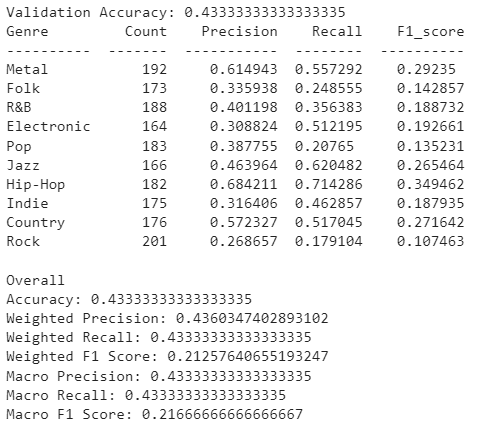 Validation Accuracy: 0.43333333333333335
Genre Count Precision Recall F1_score
---------- ------- ----------- -------- ----------
Metal 192 0.614943 0.557292 0.29235
Folk 173 0.335938 0.248555 0.142857
R&B 188 0.401198 0.356383 0.188732
Electronic 164 0.308824 0.512195 0.192661
Pop 183 0.387755 0.20765 0.135231
Jazz 166 0.463964 0.620482 0.265464
Hip-Hop 182 0.684211 0.714286 0.349462
Indie 175 0.316406 0.462857 0.187935
Country 176 0.572327 0.517045 0.271642
Rock 201 0.268657 0.179104 0.107463
Overall
Accuracy: 0.43333333333333335
Weighted Precision: 0.4360347402893102
Weighted Recall: 0.43333333333333335
Weighted F1 Score: 0.21257640655193247
Macro Precision: 0.43333333333333335
Macro Recall: 0.43333333333333335
Macro F1 Score: 0.21666666666666667